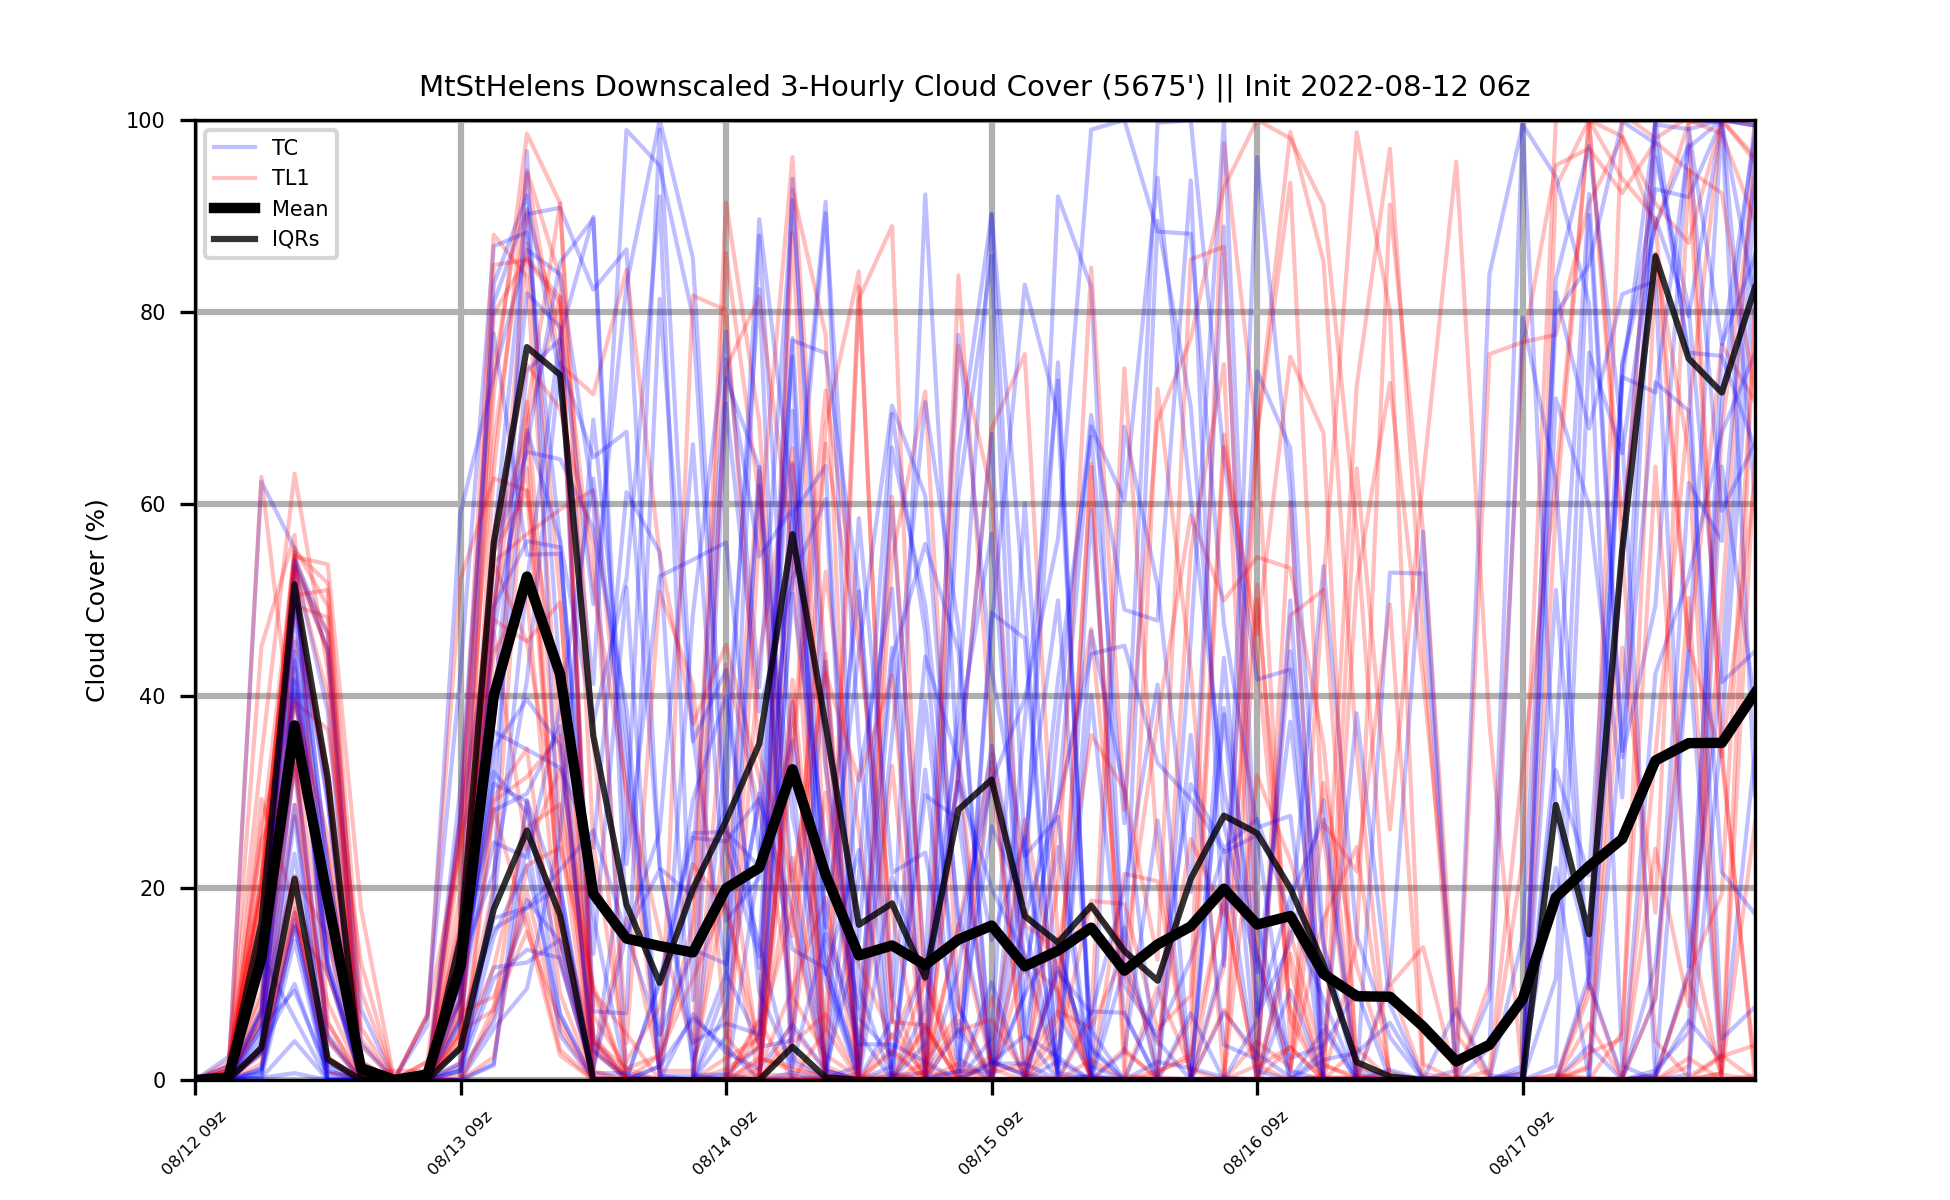 MtStHelens Downscaled 3-Hourly Cloud Cover (5675') || Init 2022-08-12 06z
100
80
60
40
20
0
Cloud Cover (%)
TC
TL1
Mean
IQRs
08/12 09z
08/13 09z
08/14 09z
08/15 09z
08/16 09z
08/17 09z